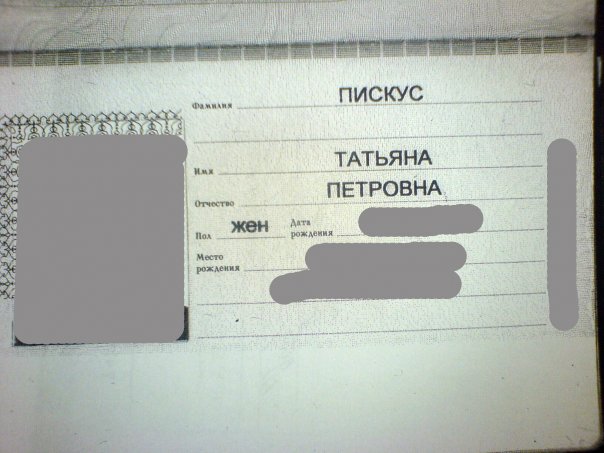 Фамилия ПИСКУС
Имя ТАТЬЯНА
Отчество ПЕТРОВНА
Пол жен Дата рождения
Место рождения